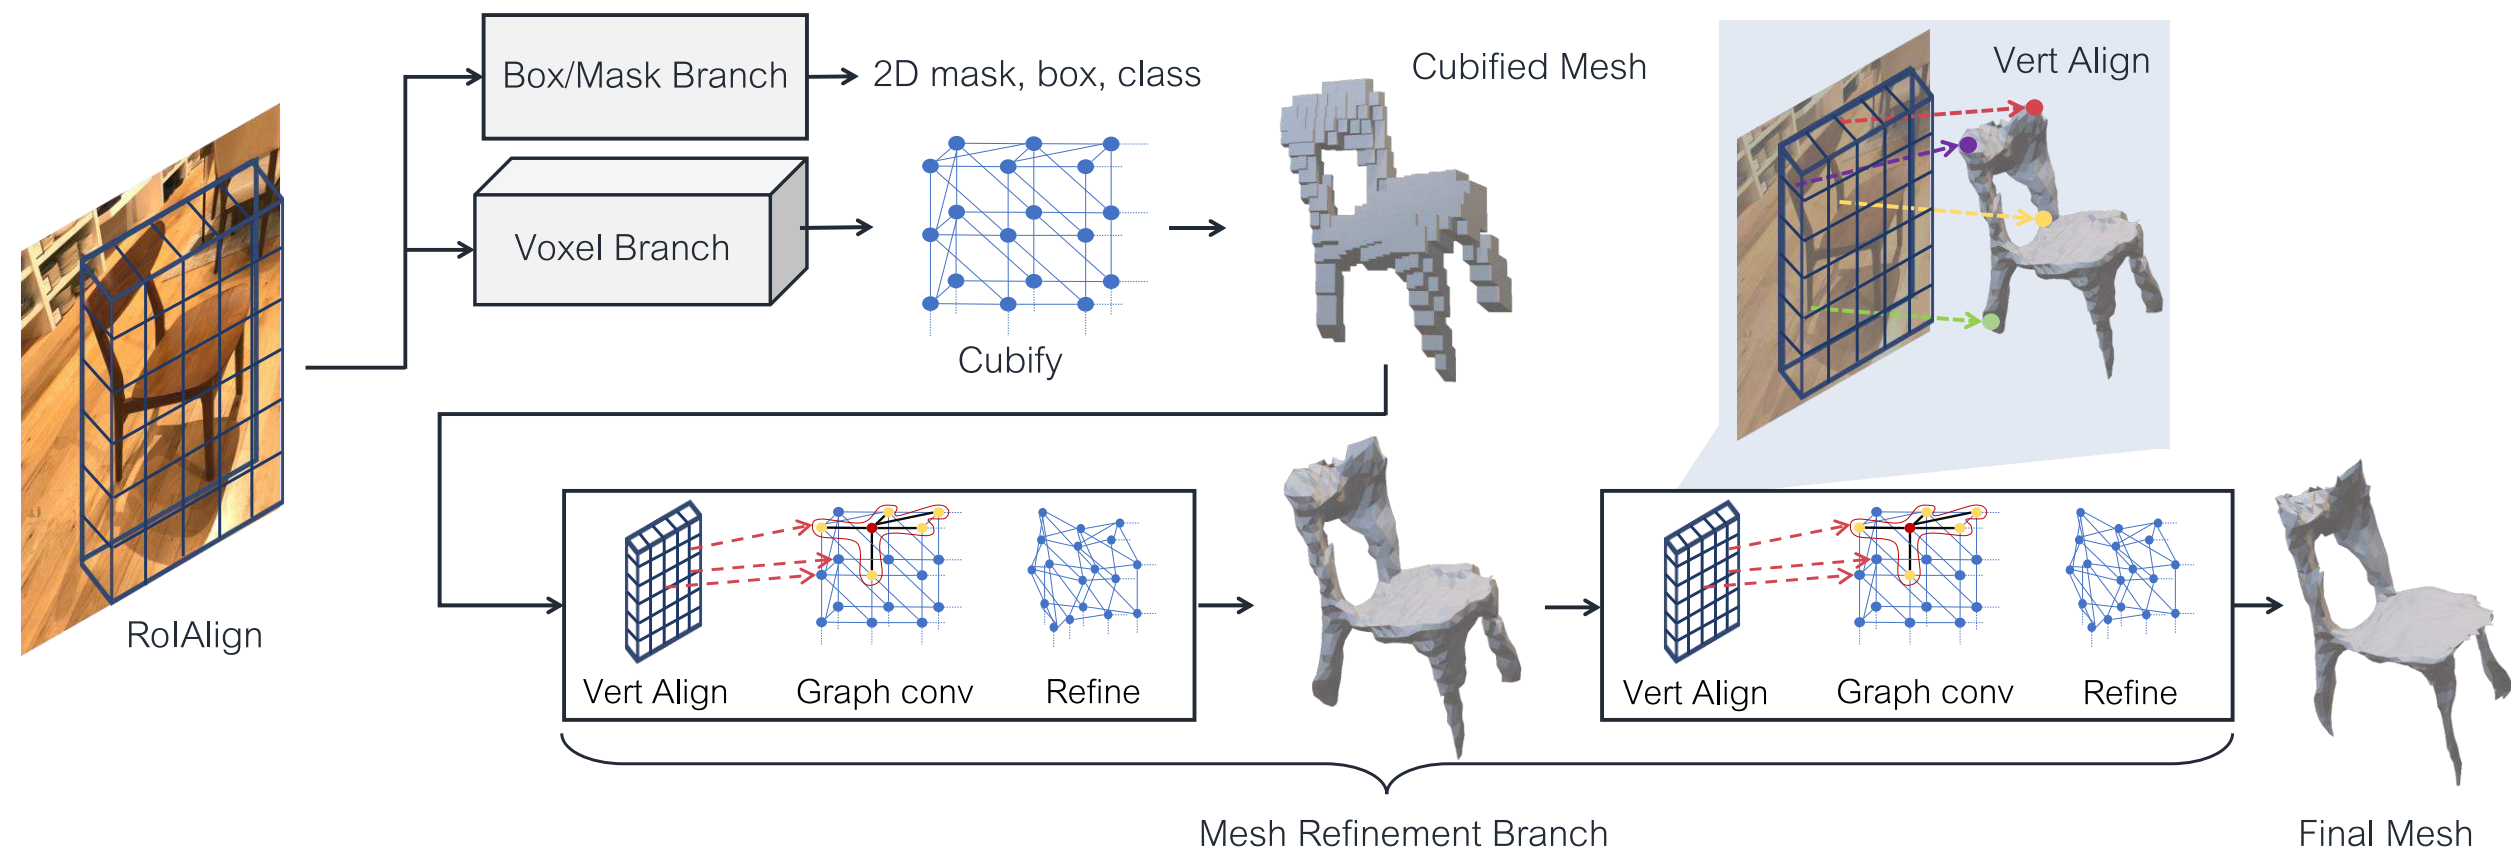 Box/Mask Branch
2D mask, box, class
Cubified Mesh
Vert Align
Voxel Branch
Cubify
RoIAlign
Vert Align
Graph conv
Refine
Vert Align
Graph conv
Refine
Mesh Refinement Branch
Final Mesh